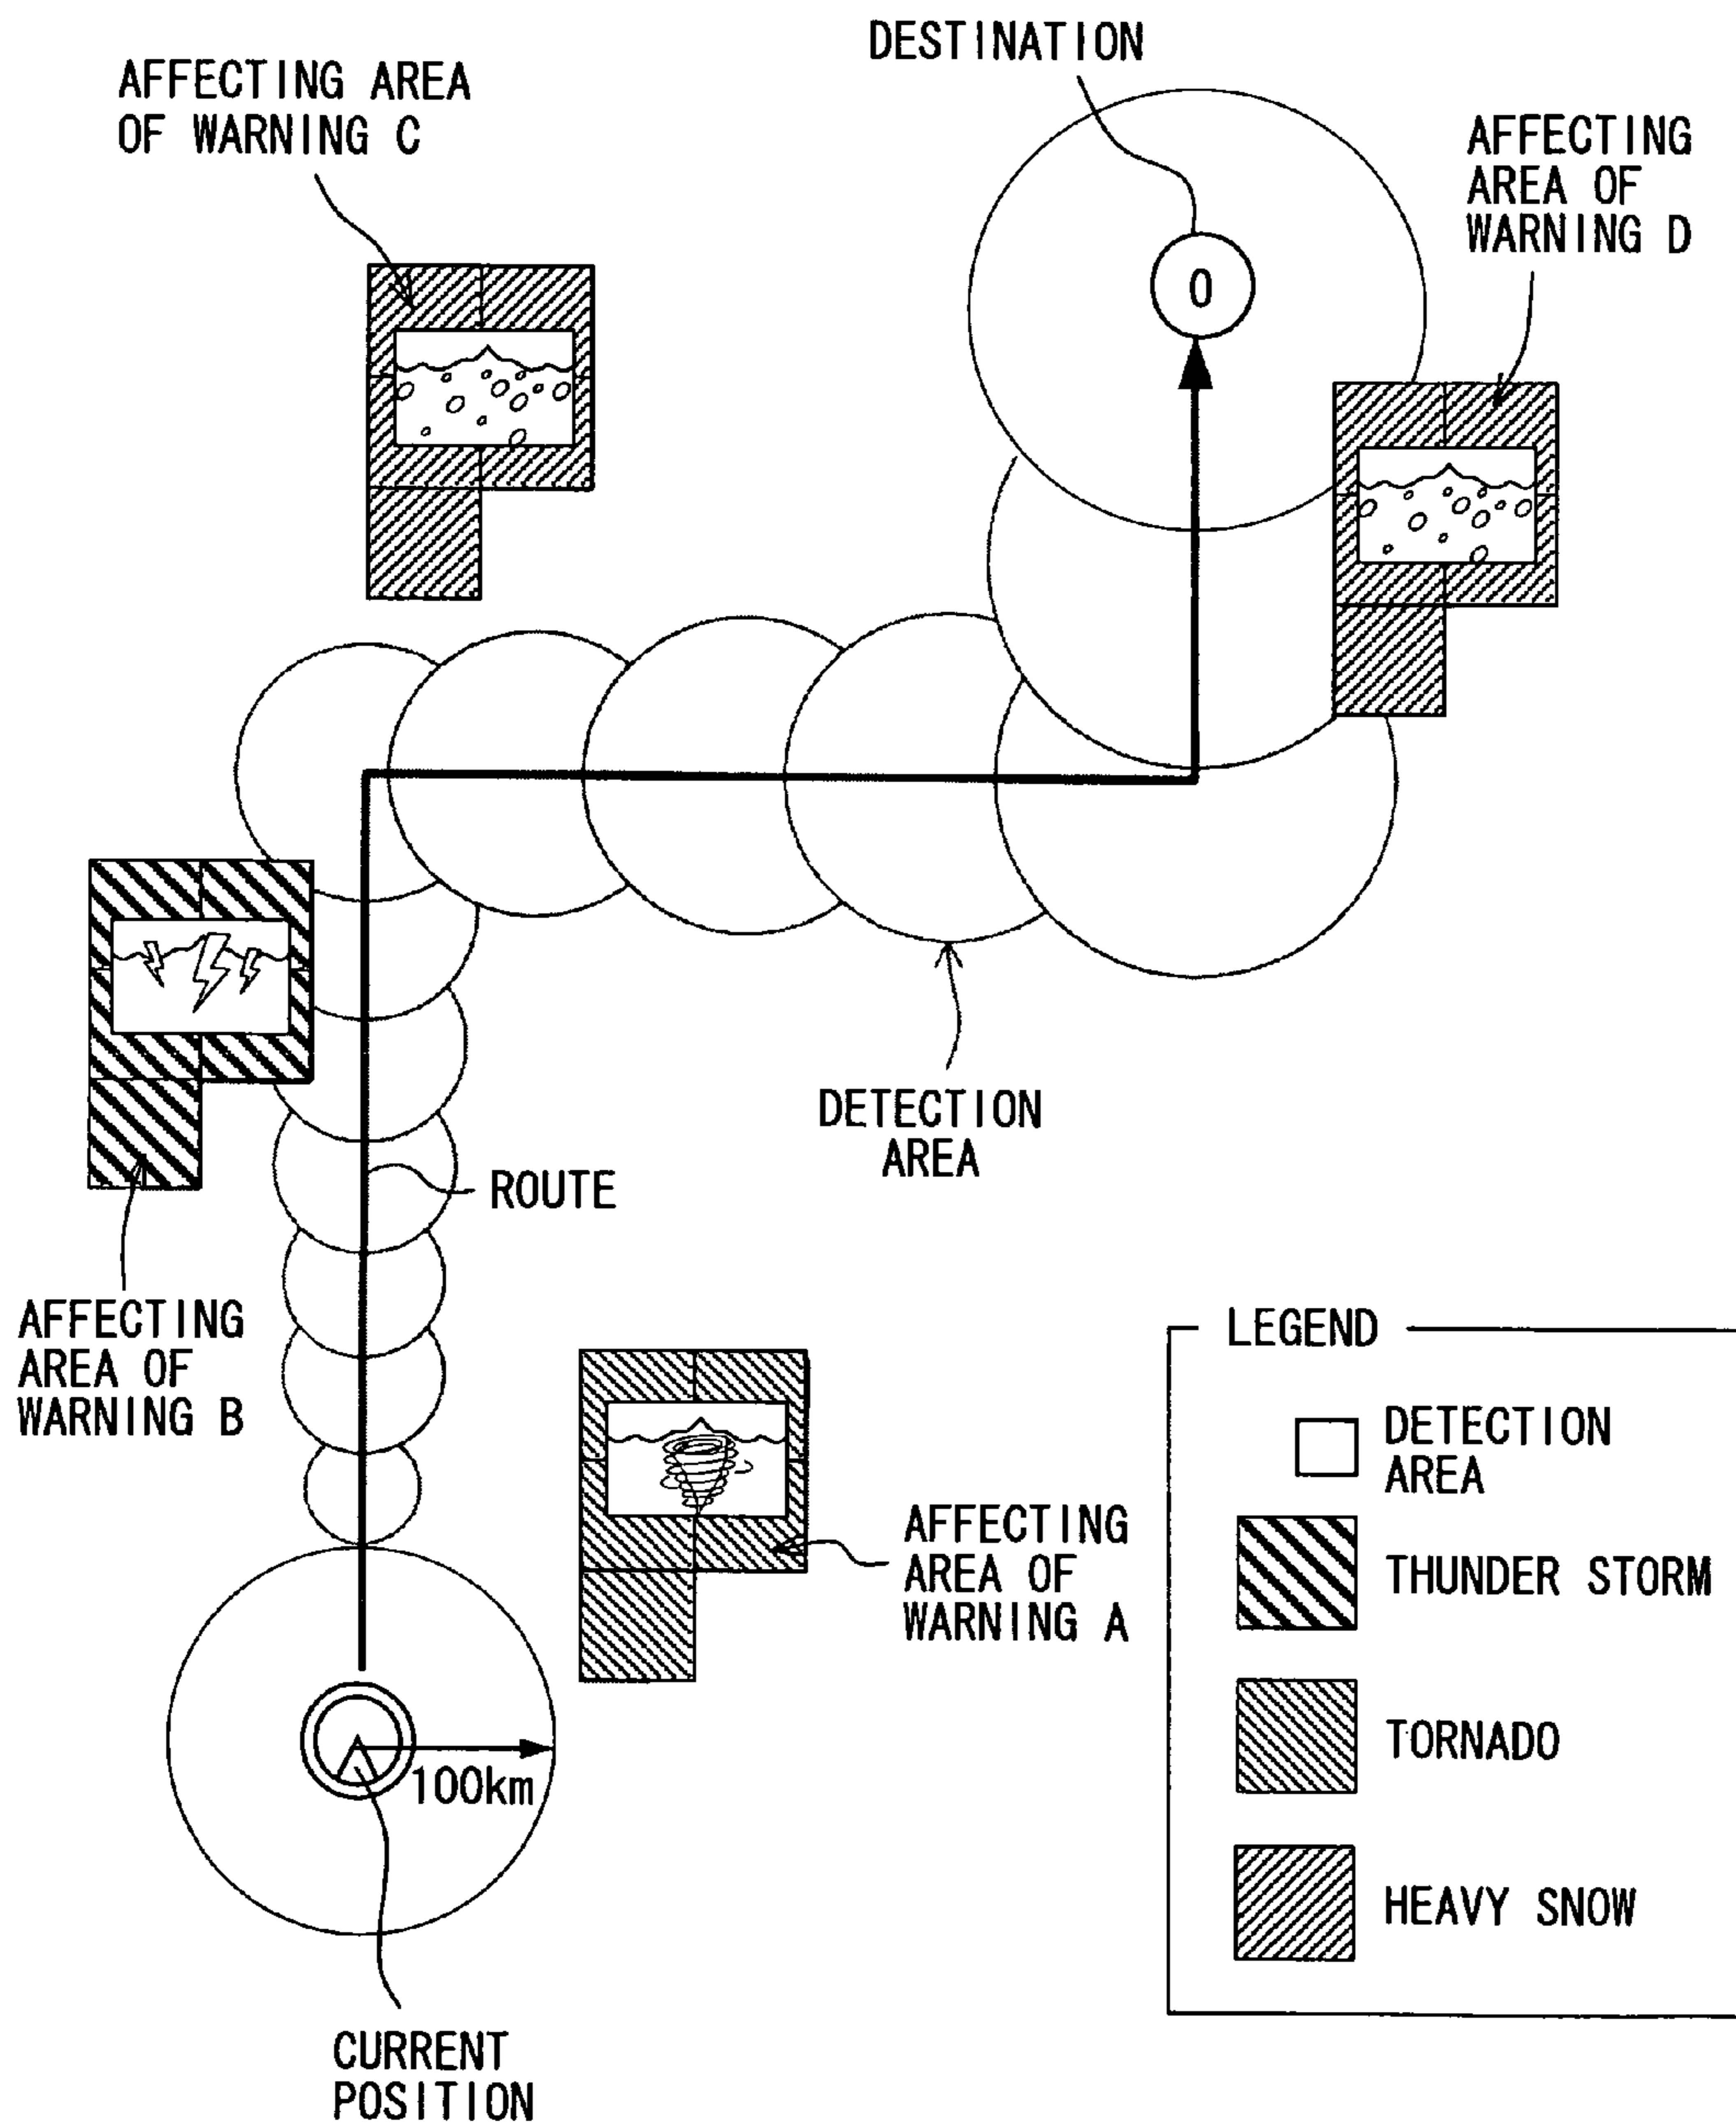 DESTINATION
AFFECTING AREA
OF WARNING C
AFFECTING
AREA OF
WARNING D
0
DETECTION
AREA
ROUTE
AFFECTING
AREA OF
WARNING B
AFFECTING
AREA OF
WARNING A
100km
CURRENT
POSITION
LEGEND
DETECTION
AREA
THUNDER STORM
TORNADO
HEAVY SNOW